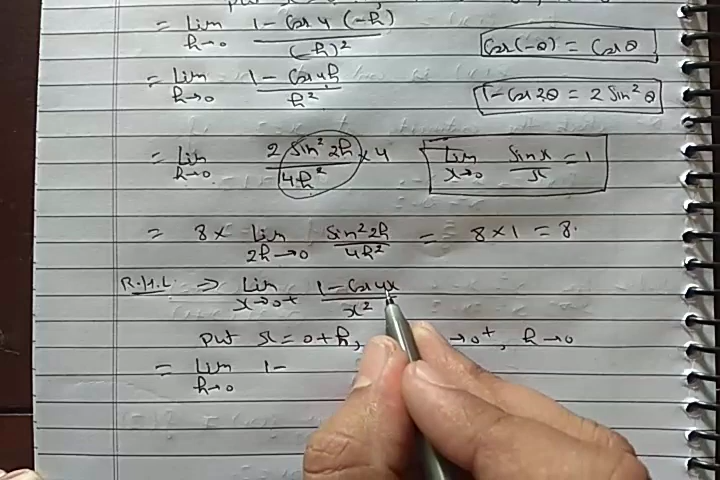 = Lim h→0 1 - Cos 4(-h) / (-h)²
Cos(-θ) = Cos θ
= Lim h→0 1 - Cos 4h / h²
1 - Cos 2θ = 2 Sin² θ
= Lim h→0 2 Sin² 2h / 4h² × 4
Lim x→0 Sin x / x = 1
= 8 × Lim 2h→0 Sin² 2h / 4h² = 8 × 1 = 8.
R.H.L. ⇒ Lim x→0+ 1 - Cos 4x / x²
Put x = 0 + h, →0⁺, h→0
= Lim h→0 1 -